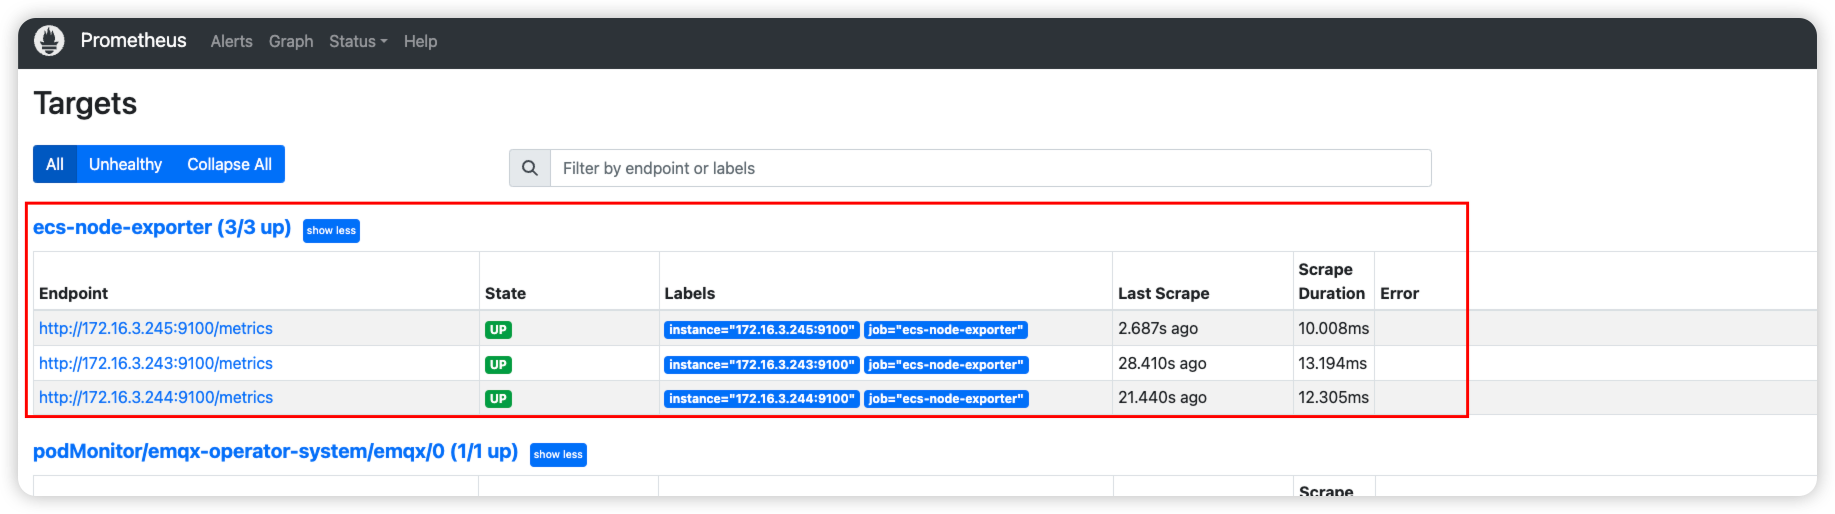 Prometheus Alerts Graph Status Help
Targets
All Unhealthy Collapse All Filter by endpoint or labels
ecs-node-exporter (3/3 up) show less
Endpoint State Labels Last Scrape Scrape Duration Error
http://172.16.3.245:9100/metrics UP instance="172.16.3.245:9100" job="ecs-node-exporter" 2.687s ago 10.008ms
http://172.16.3.243:9100/metrics UP instance="172.16.3.243:9100" job="ecs-node-exporter" 28.410s ago 13.194ms
http://172.16.3.244:9100/metrics UP instance="172.16.3.244:9100" job="ecs-node-exporter" 21.440s ago 12.305ms
podMonitor/emqx-operator-system/emqx/0 (1/1 up) show less
Scrape